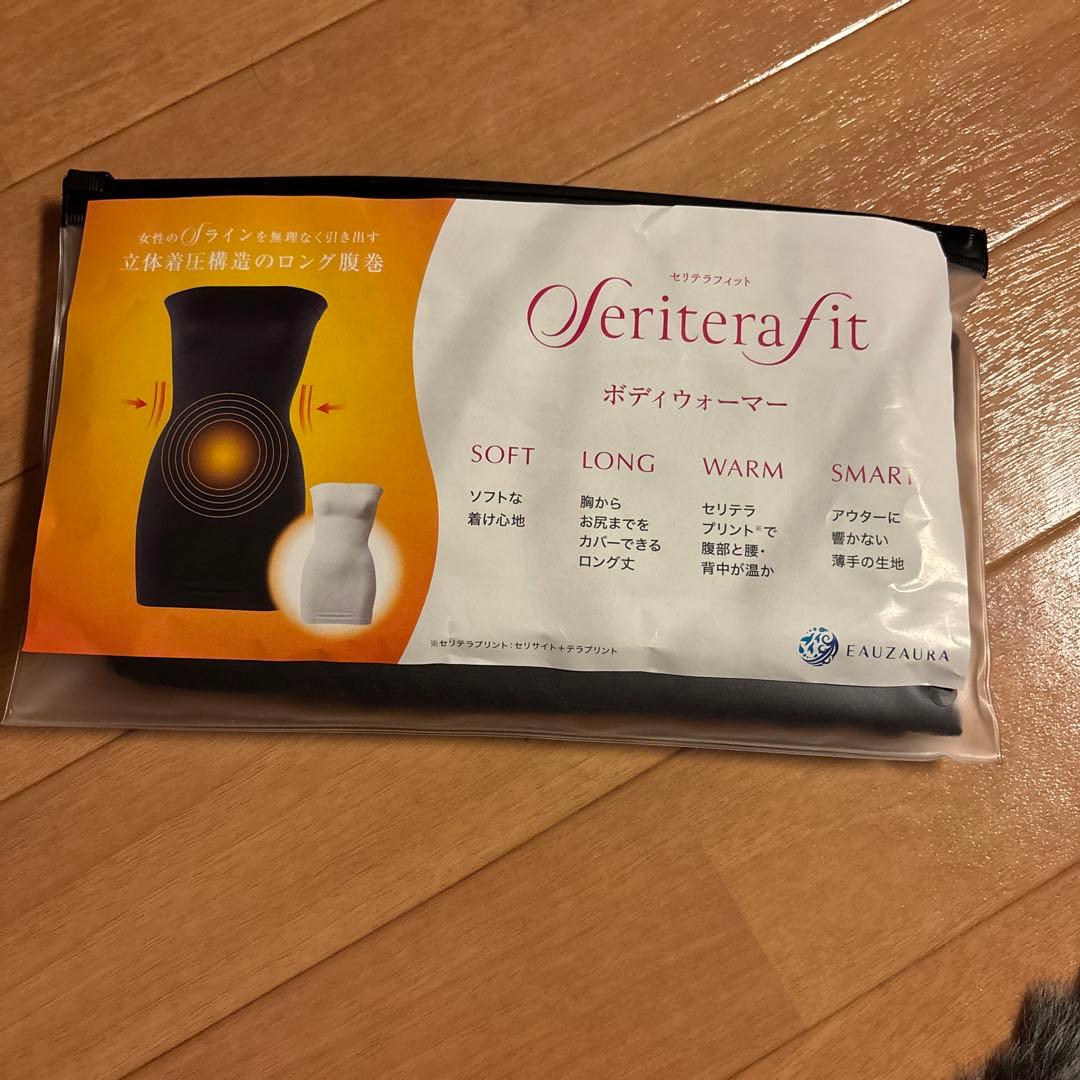 女性のSラインを無理なく引き出す
立体着圧構造のロング腹巻
セリテラフィット
Seriterafit
ボディウォーマー
SOFT
ソフトな
着け心地
LONG
胸から
お尻までを
カバーできる
ロング丈
WARM
セリテラ
プリント※で
腹部と腰・
背中が温か
SMART
アウターに
響かない
薄手の生地
※セリテラプリント：セリサイト＋テラプリント
EAUZAURA